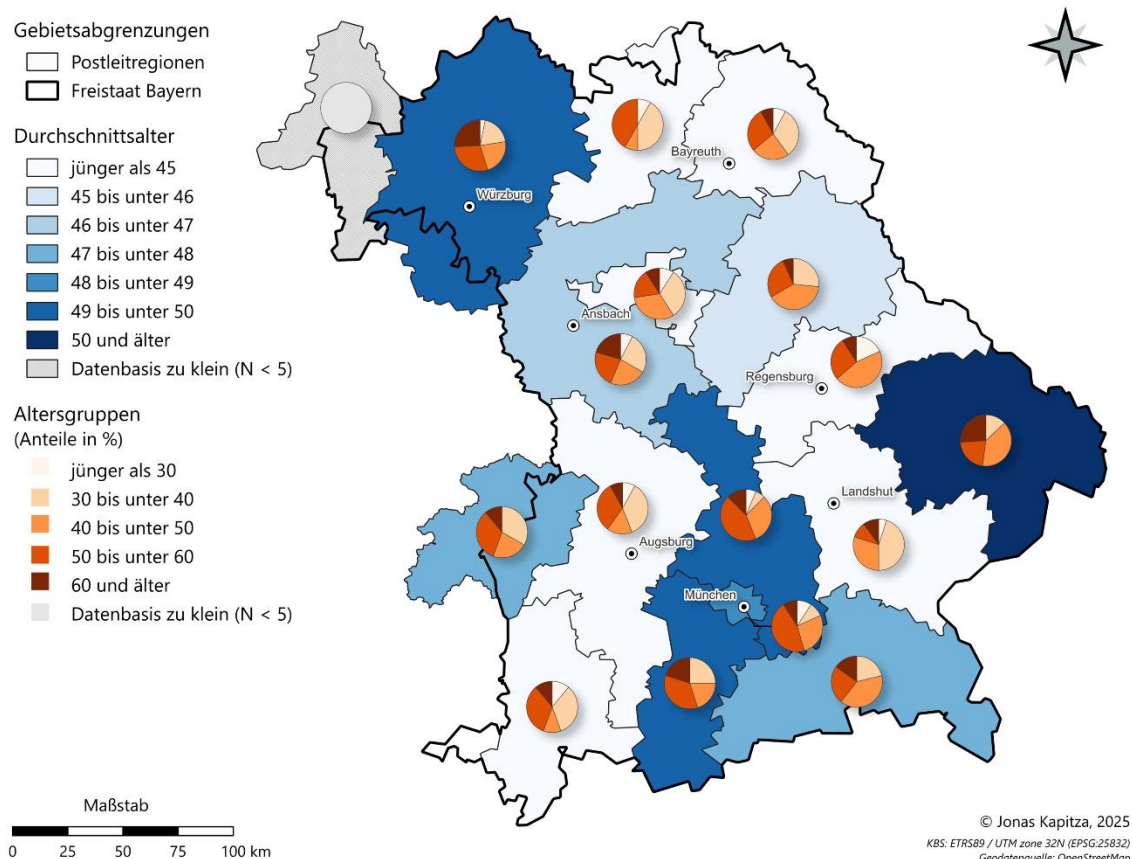 Gebietsabgrenzungen
Postleitregionen
Freistaat Bayern
Durchschnittsalter
jünger als 45
45 bis unter 46
46 bis unter 47
47 bis unter 48
48 bis unter 49
49 bis unter 50
50 und älter
Datenbasis zu klein (N < 5)
Altersgruppen
(Anteile in %)
jünger als 30
30 bis unter 40
40 bis unter 50
50 bis unter 60
60 und älter
Datenbasis zu klein (N < 5)
Bayreuth
Würzburg
Ansbach
Regensburg
Landshut
Augsburg
München
Maßstab
0 25 50 75 100 km
© Jonas Kapitza, 2025
KBS: ETRS89 / UTM zone 32N (EPSG:25832)
Geodatenquelle: OpenStreetMap